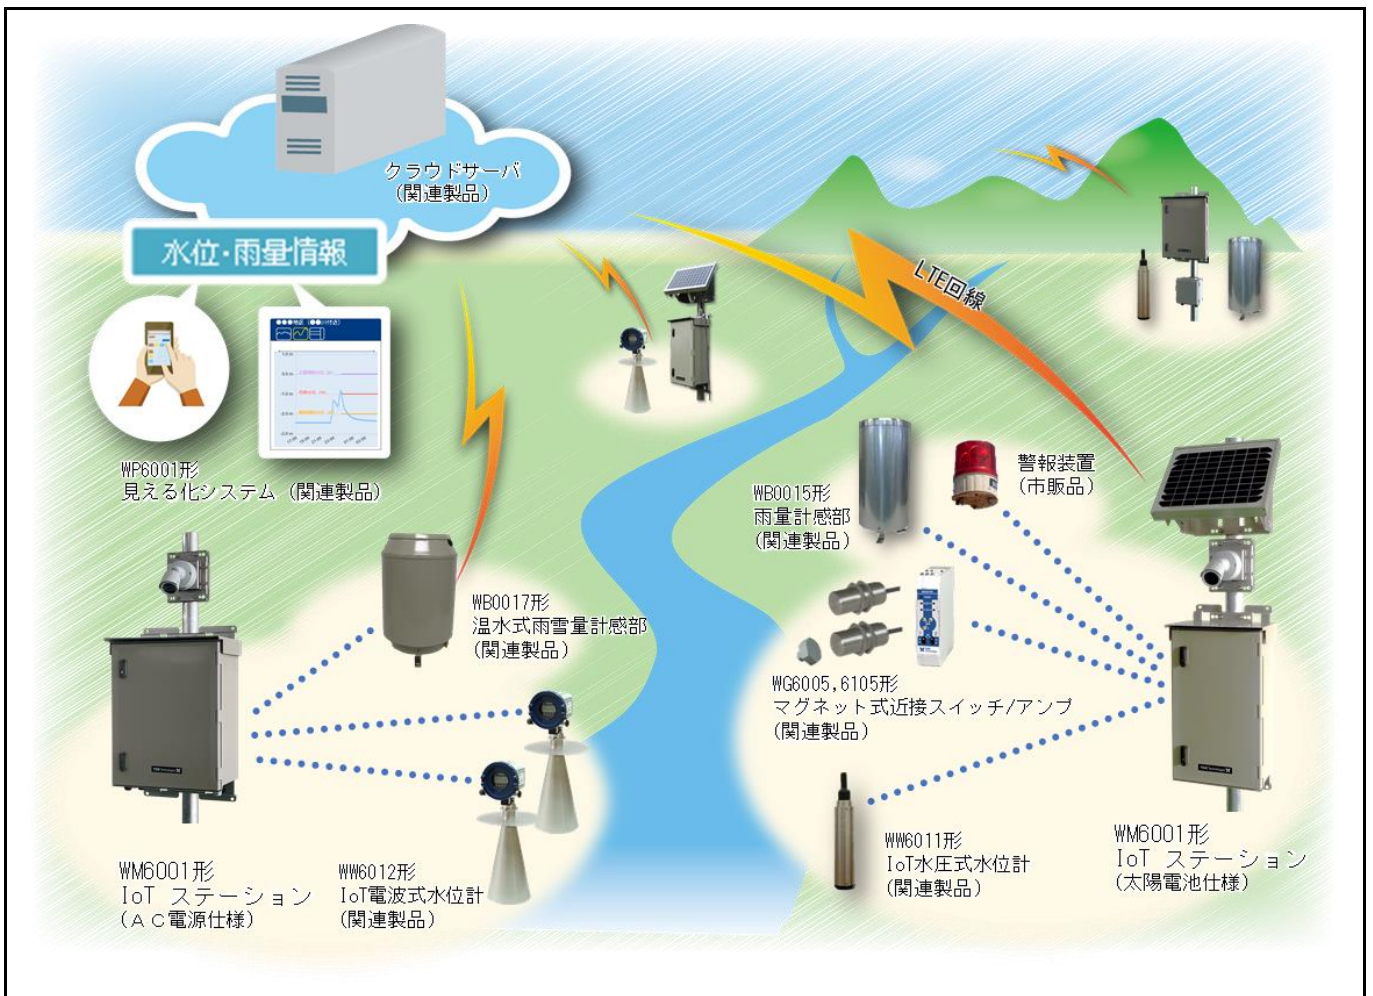 クラウドサーバ
(関連製品)
水位・雨量情報
LTE回線
WP6001形
見える化システム (関連製品)
WB0015形
雨量計感部
(関連製品)
警報装置
(市販品)
WB0017形
温水式雨雪量計感部
(関連製品)
WG6005,6105形
マグネット式近接スイッチ/アンプ
(関連製品)
WM6001形
IoT ステーション
(ＡＣ電源仕様)
WW6012形
IoT電波式水位計
(関連製品)
WW6011形
IoT水圧式水位計
(関連製品)
WM6001形
IoT ステーション
(太陽電池仕様)